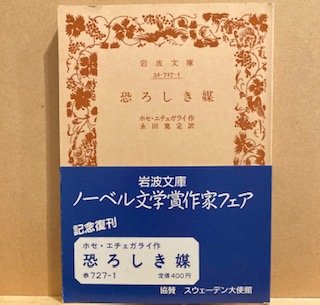 岩波文庫
32-727-1
恐ろしき媒
ホセ・エチェガライ作
永田寛定訳
岩波文庫
ノーベル文学賞作家フェア
記念復刊
ホセ・エチェガライ作
恐ろしき媒
赤727-1
定価400円
協賛 スウェーデン大使館